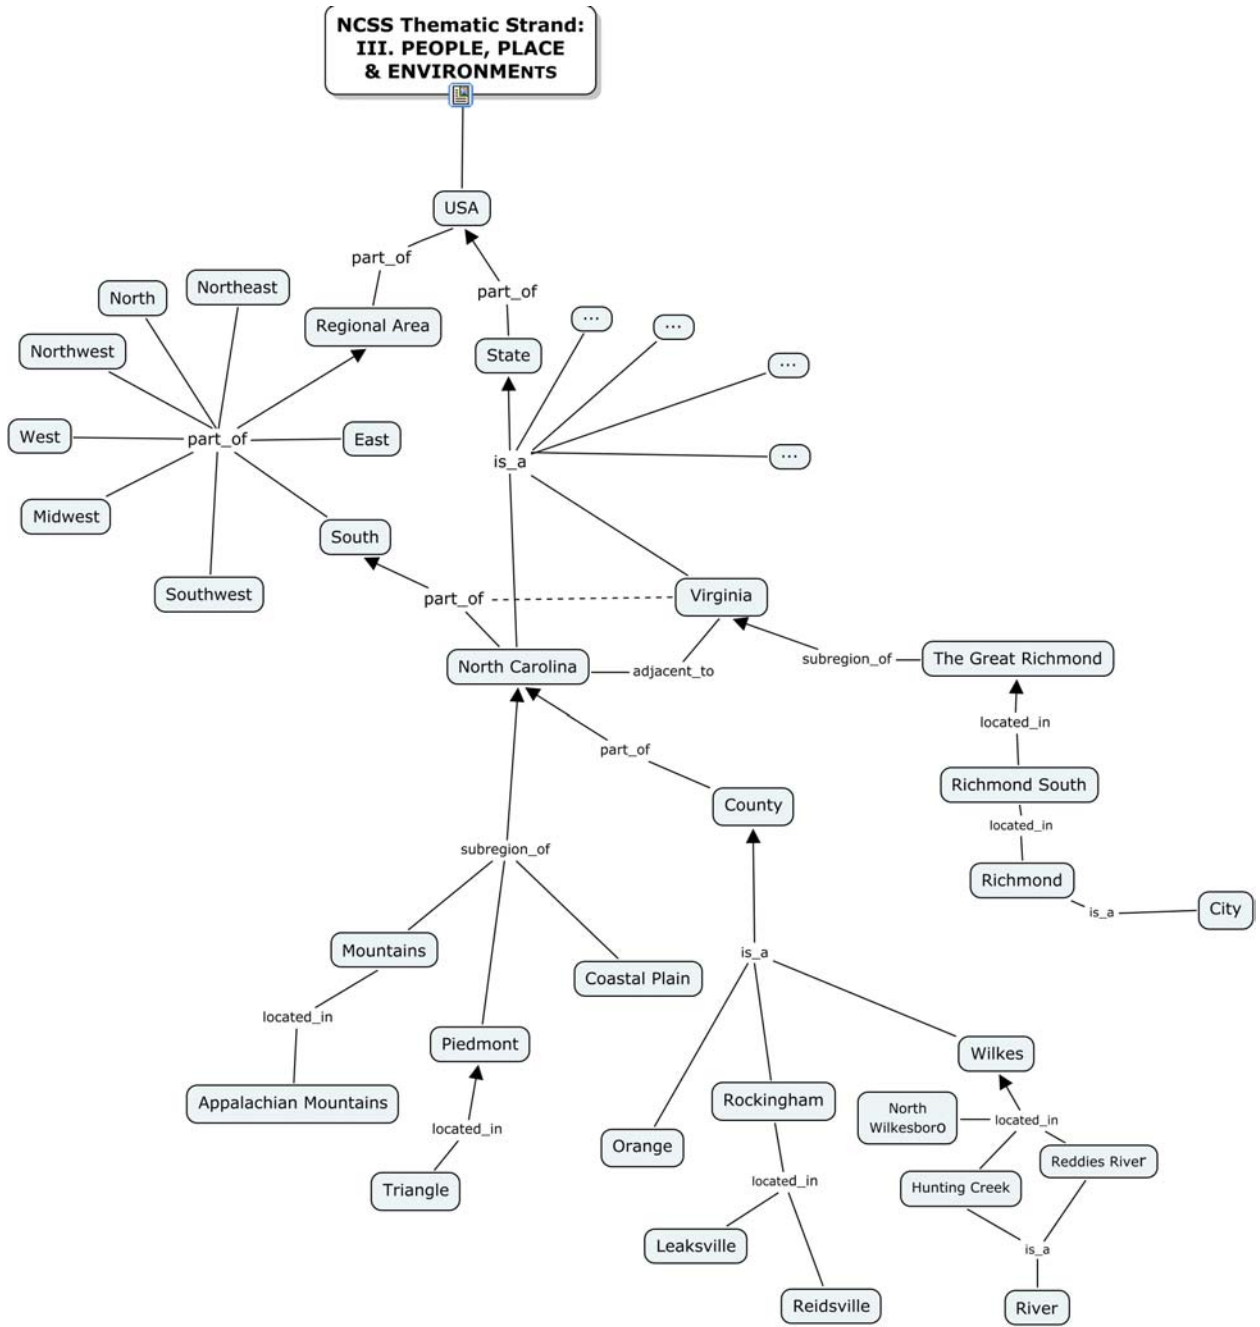 NCSS Thematic Strand:
III. PEOPLE, PLACE
& ENVIRONMENTS
USA
part_of
part_of
Northeast
North
Regional Area
...
...
Northwest
State
...
West
part_of
East
is_a
...
Midwest
South
Southwest
part_of
Virginia
North Carolina
adjacent_to
subregion_of
The Great Richmond
located_in
part_of
Richmond South
County
located_in
subregion_of
Richmond
is_a
City
Mountains
is_a
Coastal Plain
located_in
Piedmont
Wilkes
Appalachian Mountains
Rockingham
North
Wilkesboro
located_in
located_in
Orange
Reddies River
Triangle
located_in
Hunting Creek
Leaksville
is_a
Reidsville
River